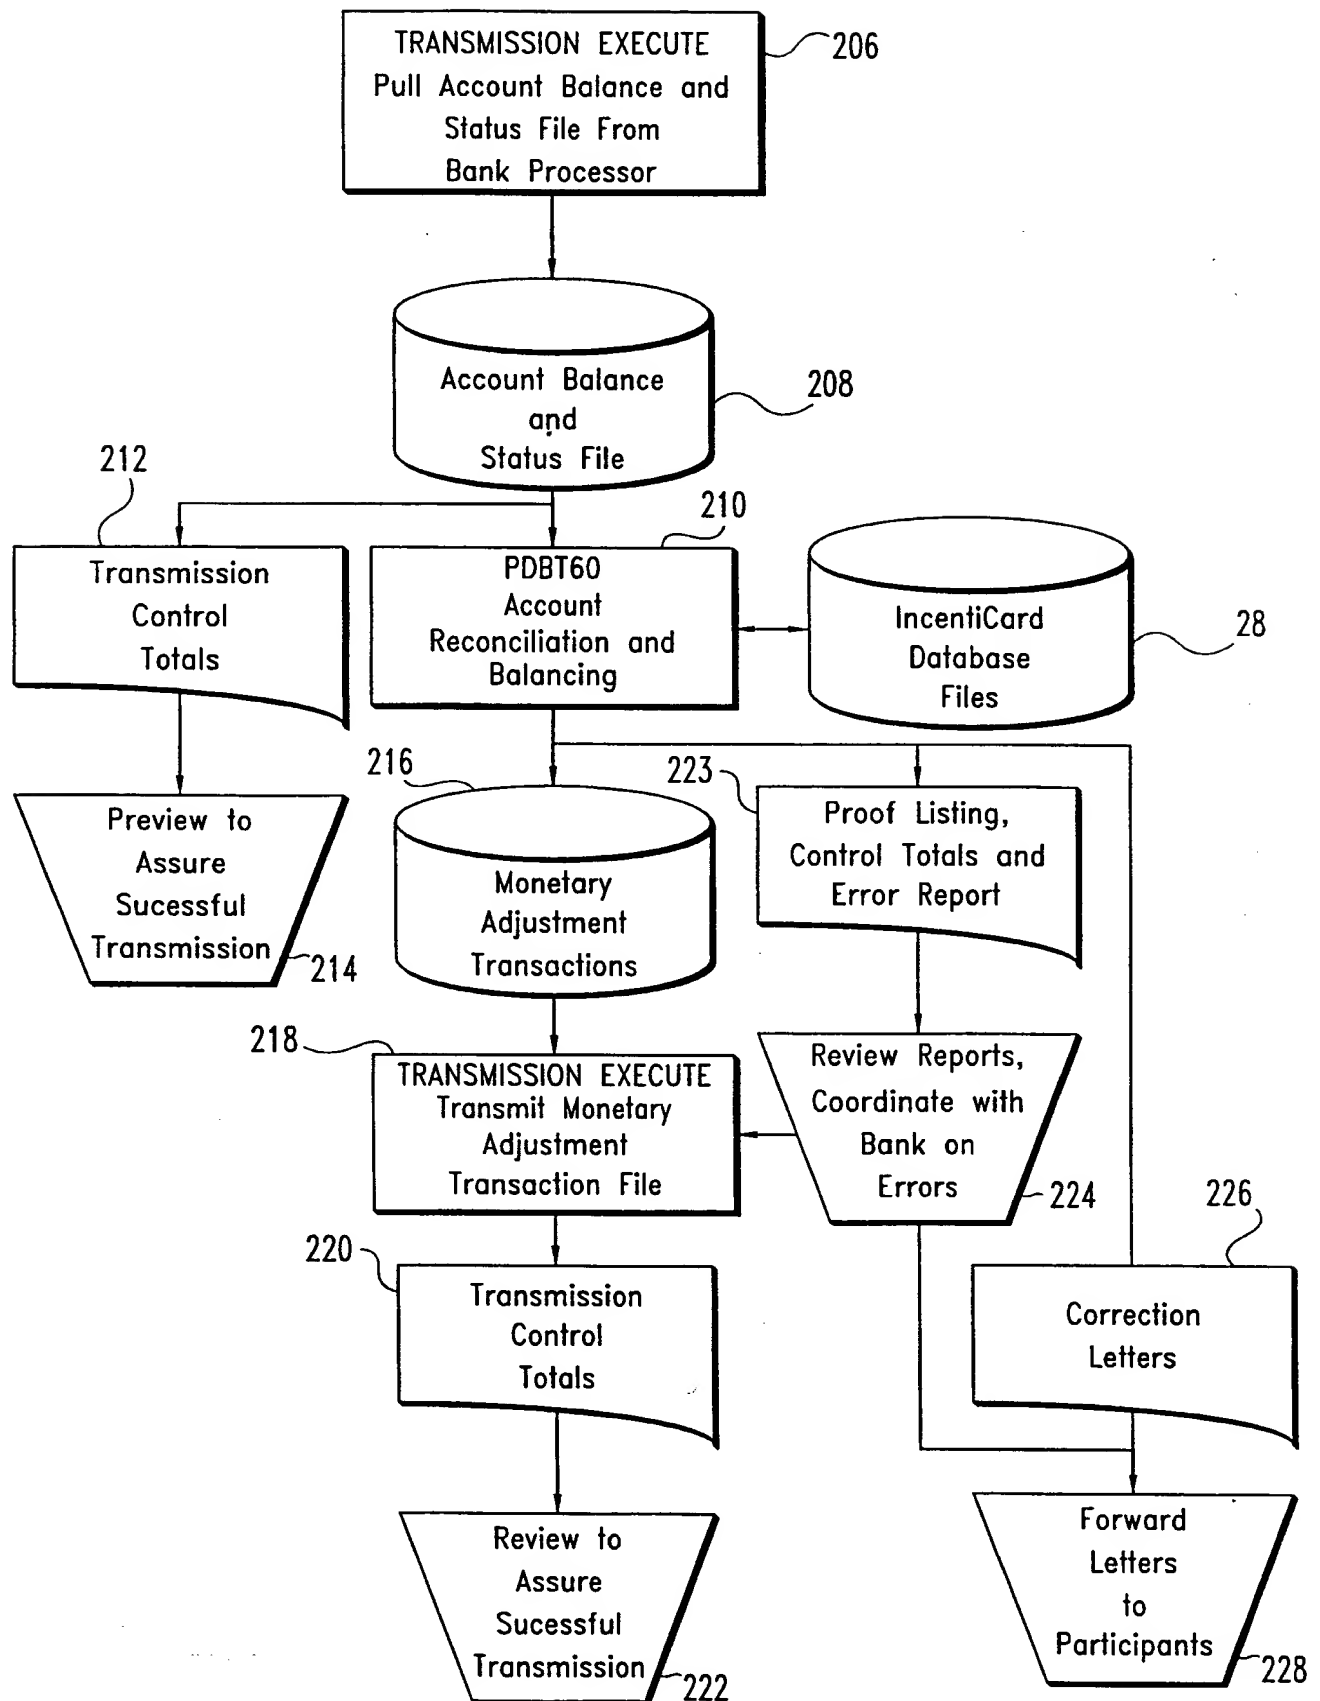 TRANSMISSION EXECUTE
Pull Account Balance and
Status File From
Bank Processor
206
Account Balance
and
Status File
208
212
Transmission
Control
Totals
210
PDBT60
Account
Reconciliation and
Balancing
IncentiCard
Database
Files
28
Preview to
Assure
Sucessful
Transmission
214
216
Monetary
Adjustment
Transactions
223
Proof Listing,
Control Totals and
Error Report
218
TRANSMISSION EXECUTE
Transmit Monetary
Adjustment
Transaction File
Review Reports,
Coordinate with
Bank on
Errors
224
220
Transmission
Control
Totals
226
Correction
Letters
Review to
Assure
Sucessful
Transmission
222
Forward
Letters
to
Participants
228